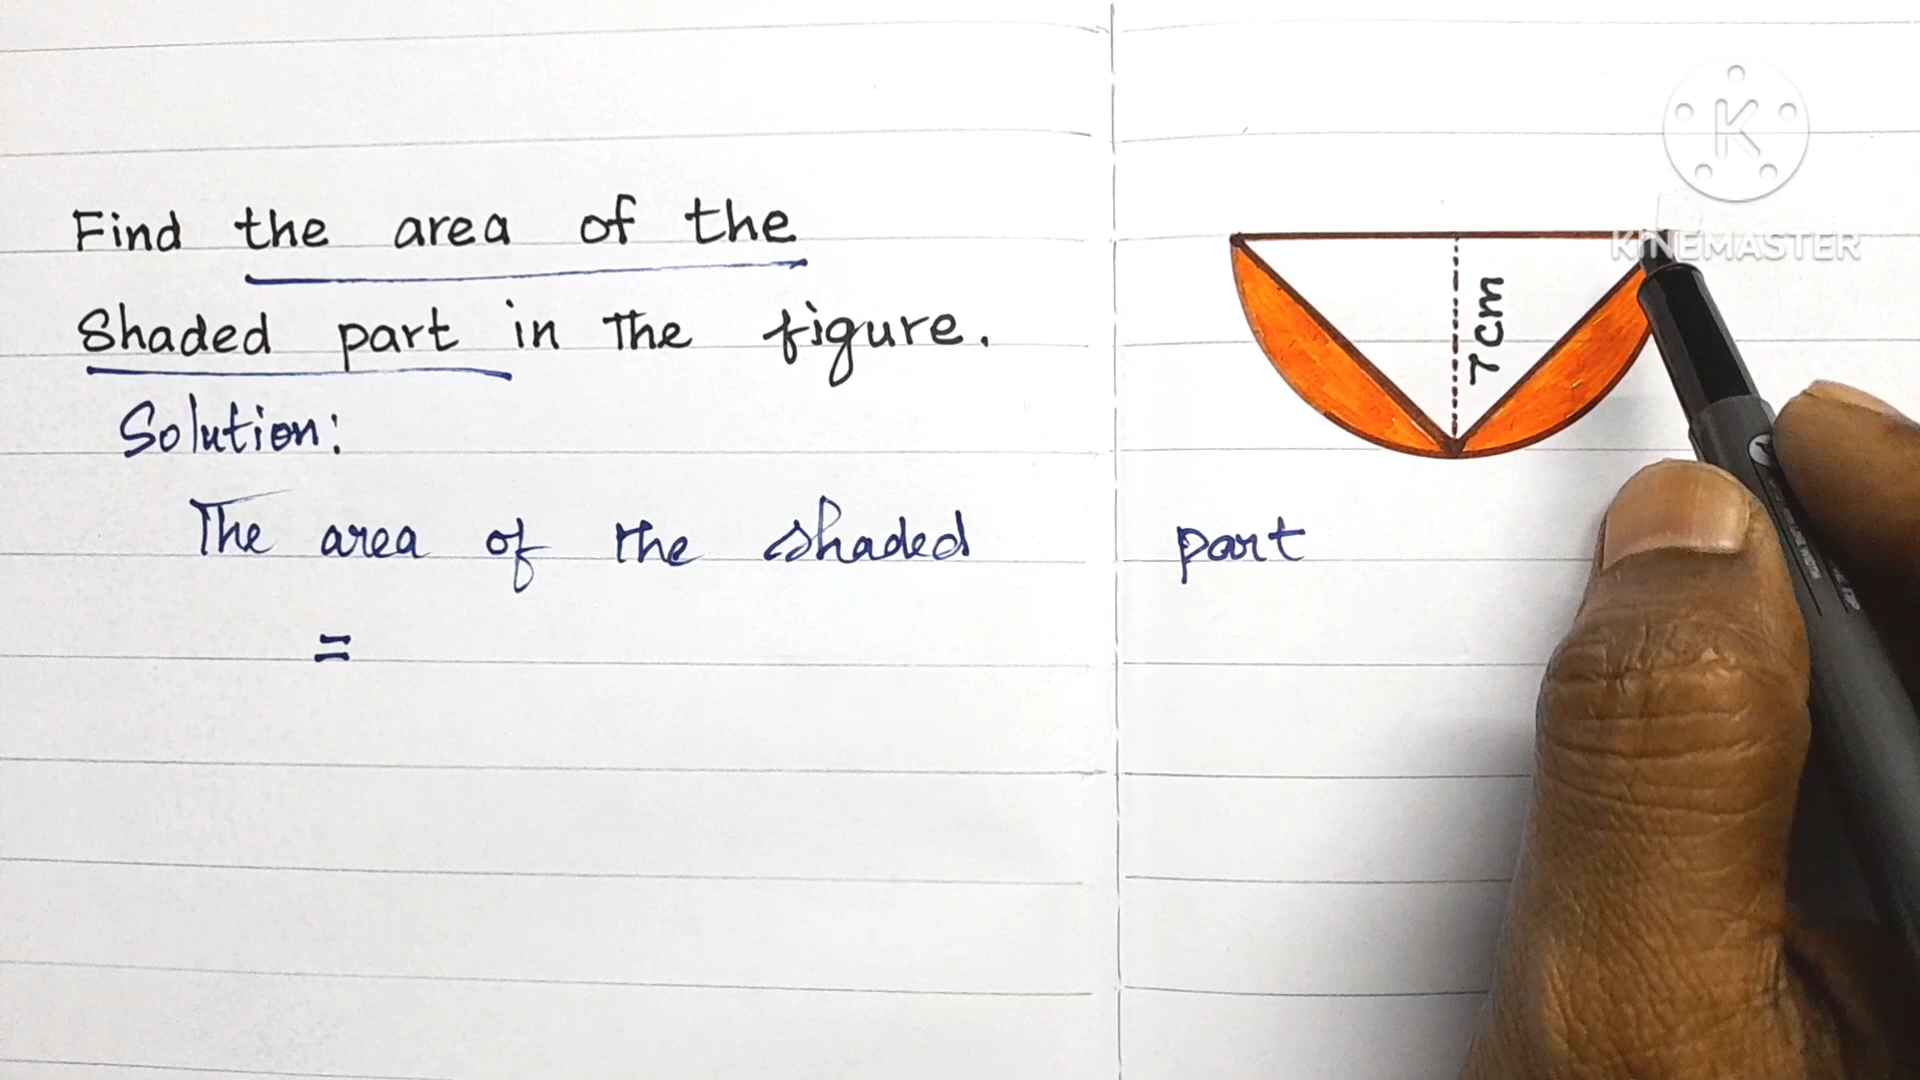 Find the area of the
Shaded part in the figure.
Solution:
The area of the shaded part
=
7cm
K
KINEMASTER